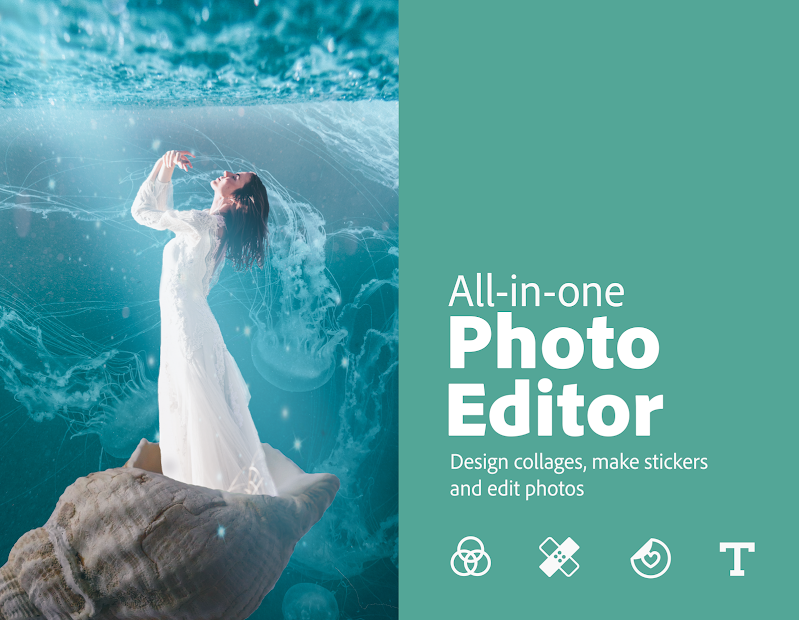 All-in-one
Photo
Editor
Design collages, make stickers
and edit photos
T